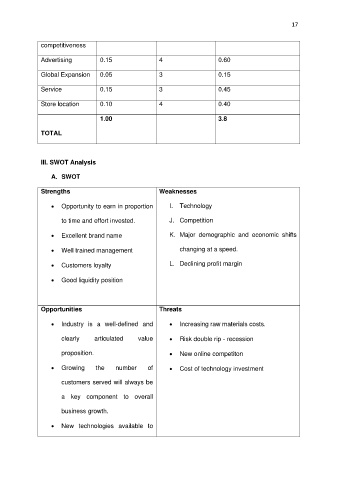 17
competitiveness
Advertising 0.15 4 0.60
Global Expansion 0.05 3 0.15
Service 0.15 3 0.45
Store location 0.10 4 0.40
1.00 3.8
TOTAL
III. SWOT Analysis
A. SWOT
Strengths
• Opportunity to earn in proportion
to time and effort invested.
• Excellent brand name
• Well trained management
• Customers loyalty
• Good liquidity position
Weaknesses
I. Technology
J. Competition
K. Major demographic and economic shifts
changing at a speed.
L. Declining profit margin
Opportunities
• Industry is a well-defined and
clearly articulated value
proposition.
• Growing the number of
customers served will always be
a key component to overall
business growth.
• New technologies available to
Threats
• Increasing raw materials costs.
• Risk double rip - recession
• New online competiton
• Cost of technology investment